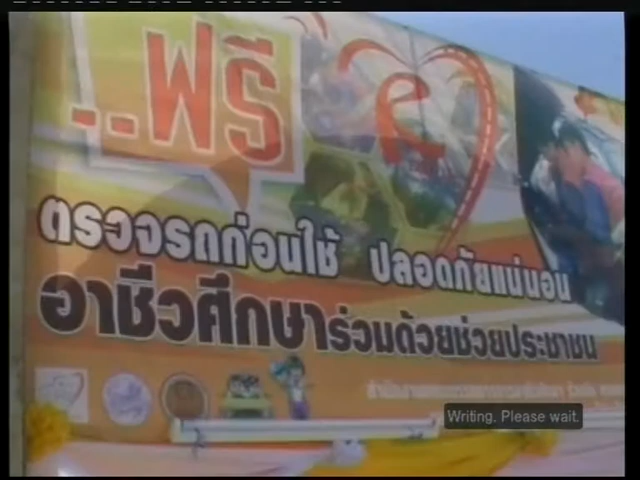 ..ฟรี
ตรวจรถก่อนใช้ ปลอดภัยแน่นอน
อาชีวศึกษาร่วมด้วยช่วยประชาชน
Writing. Please wait.